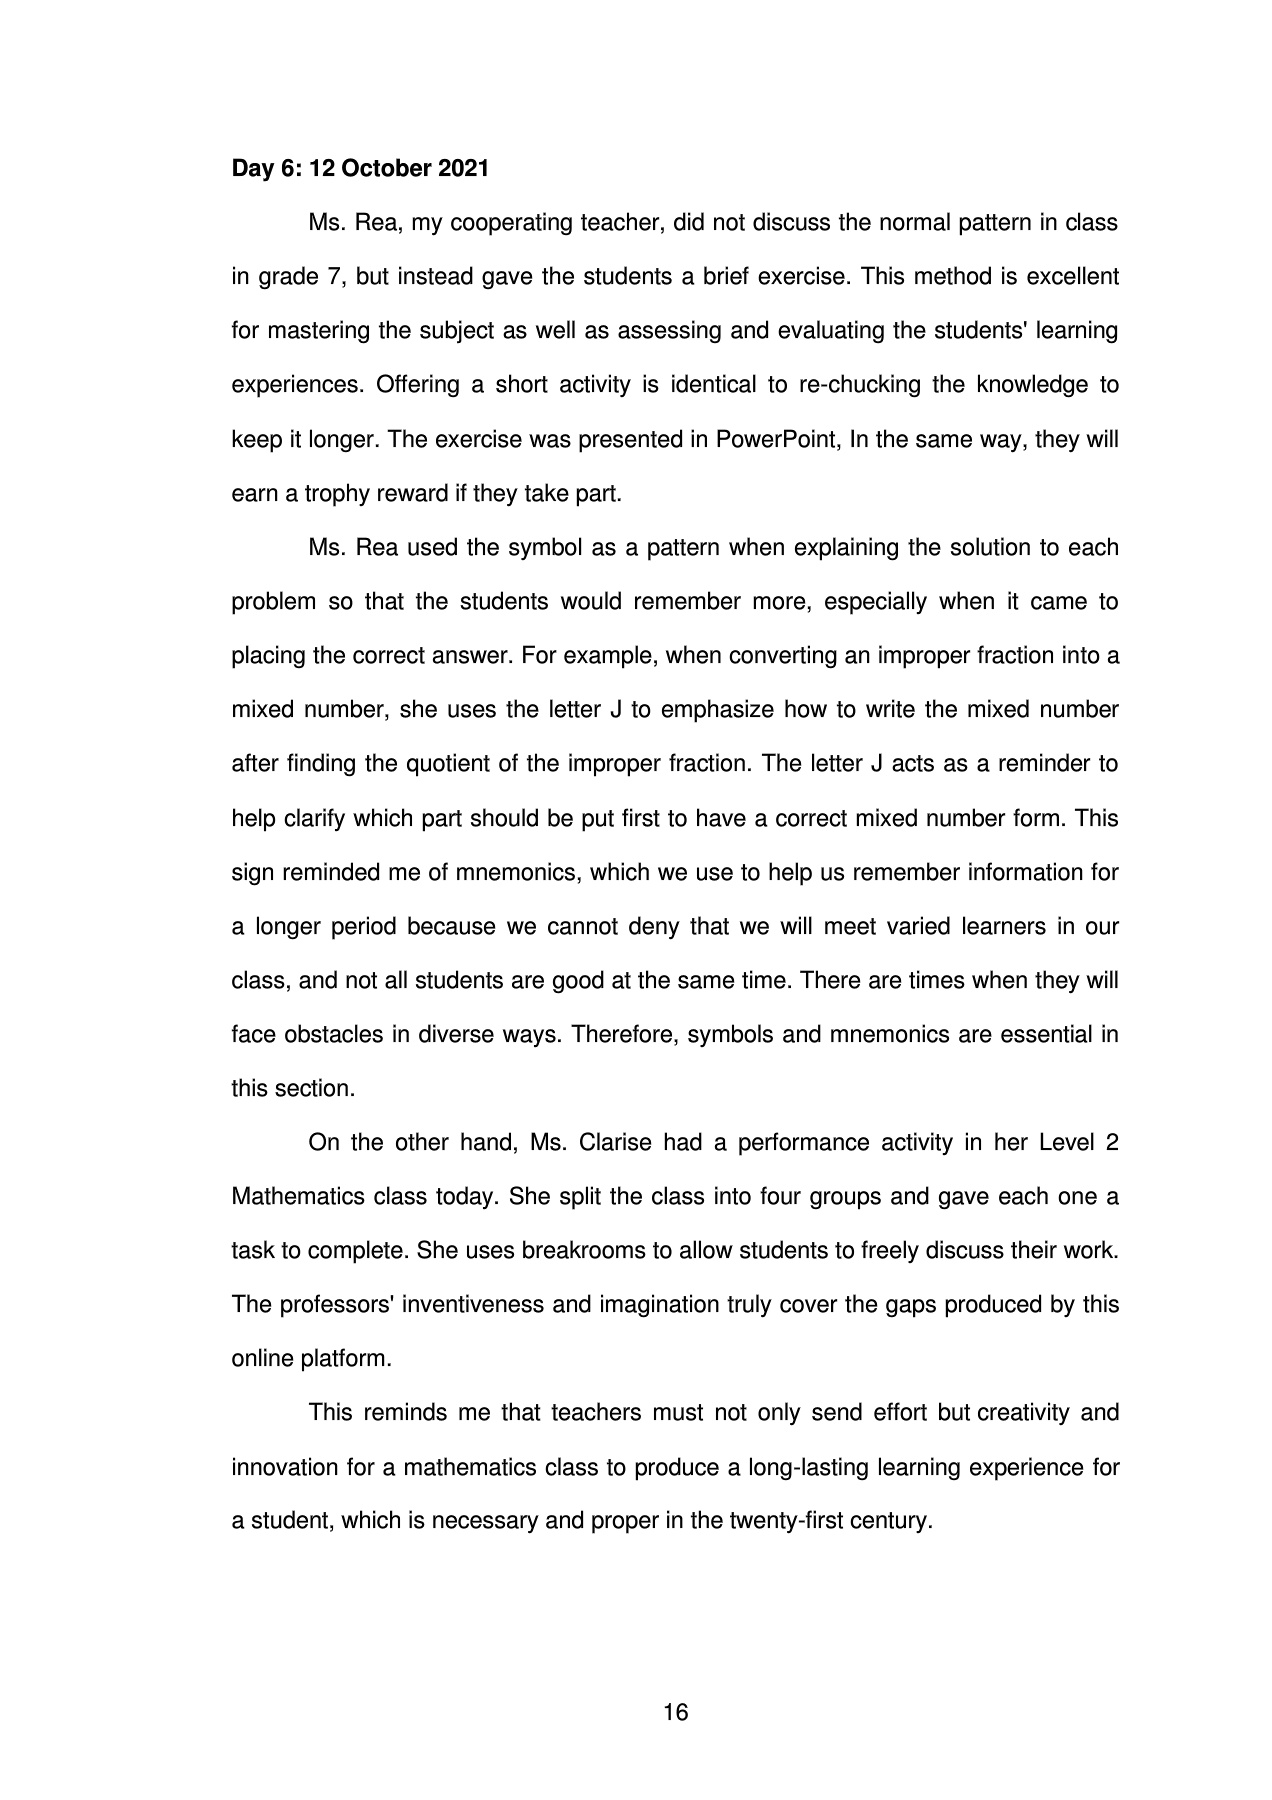 Day 6: 12 October 2021
Ms. Rea, my cooperating teacher, did not discuss the normal pattern in class
in grade 7, but instead gave the students a brief exercise. This method is excellent
for mastering the subject as well as assessing and evaluating the students' learning
experiences. Offering a short activity is identical to re-chucking the knowledge to
keep it longer. The exercise was presented in PowerPoint, In the same way, they will
earn a trophy reward if they take part.
Ms. Rea used the symbol as a pattern when explaining the solution to each
problem so that the students would remember more, especially when it came to
placing the correct answer. For example, when converting an improper fraction into a
mixed number, she uses the letter J to emphasize how to write the mixed number
after finding the quotient of the improper fraction. The letter J acts as a reminder to
help clarify which part should be put first to have a correct mixed number form. This
sign reminded me of mnemonics, which we use to help us remember information for
a longer period because we cannot deny that we will meet varied learners in our
class, and not all students are good at the same time. There are times when they will
face obstacles in diverse ways. Therefore, symbols and mnemonics are essential in
this section.
On the other hand, Ms. Clarise had a performance activity in her Level 2
Mathematics class today. She split the class into four groups and gave each one a
task to complete. She uses breakrooms to allow students to freely discuss their work.
The professors' inventiveness and imagination truly cover the gaps produced by this
online platform.
This reminds me that teachers must not only send effort but creativity and
innovation for a mathematics class to produce a long-lasting learning experience for
a student, which is necessary and proper in the twenty-first century.
16